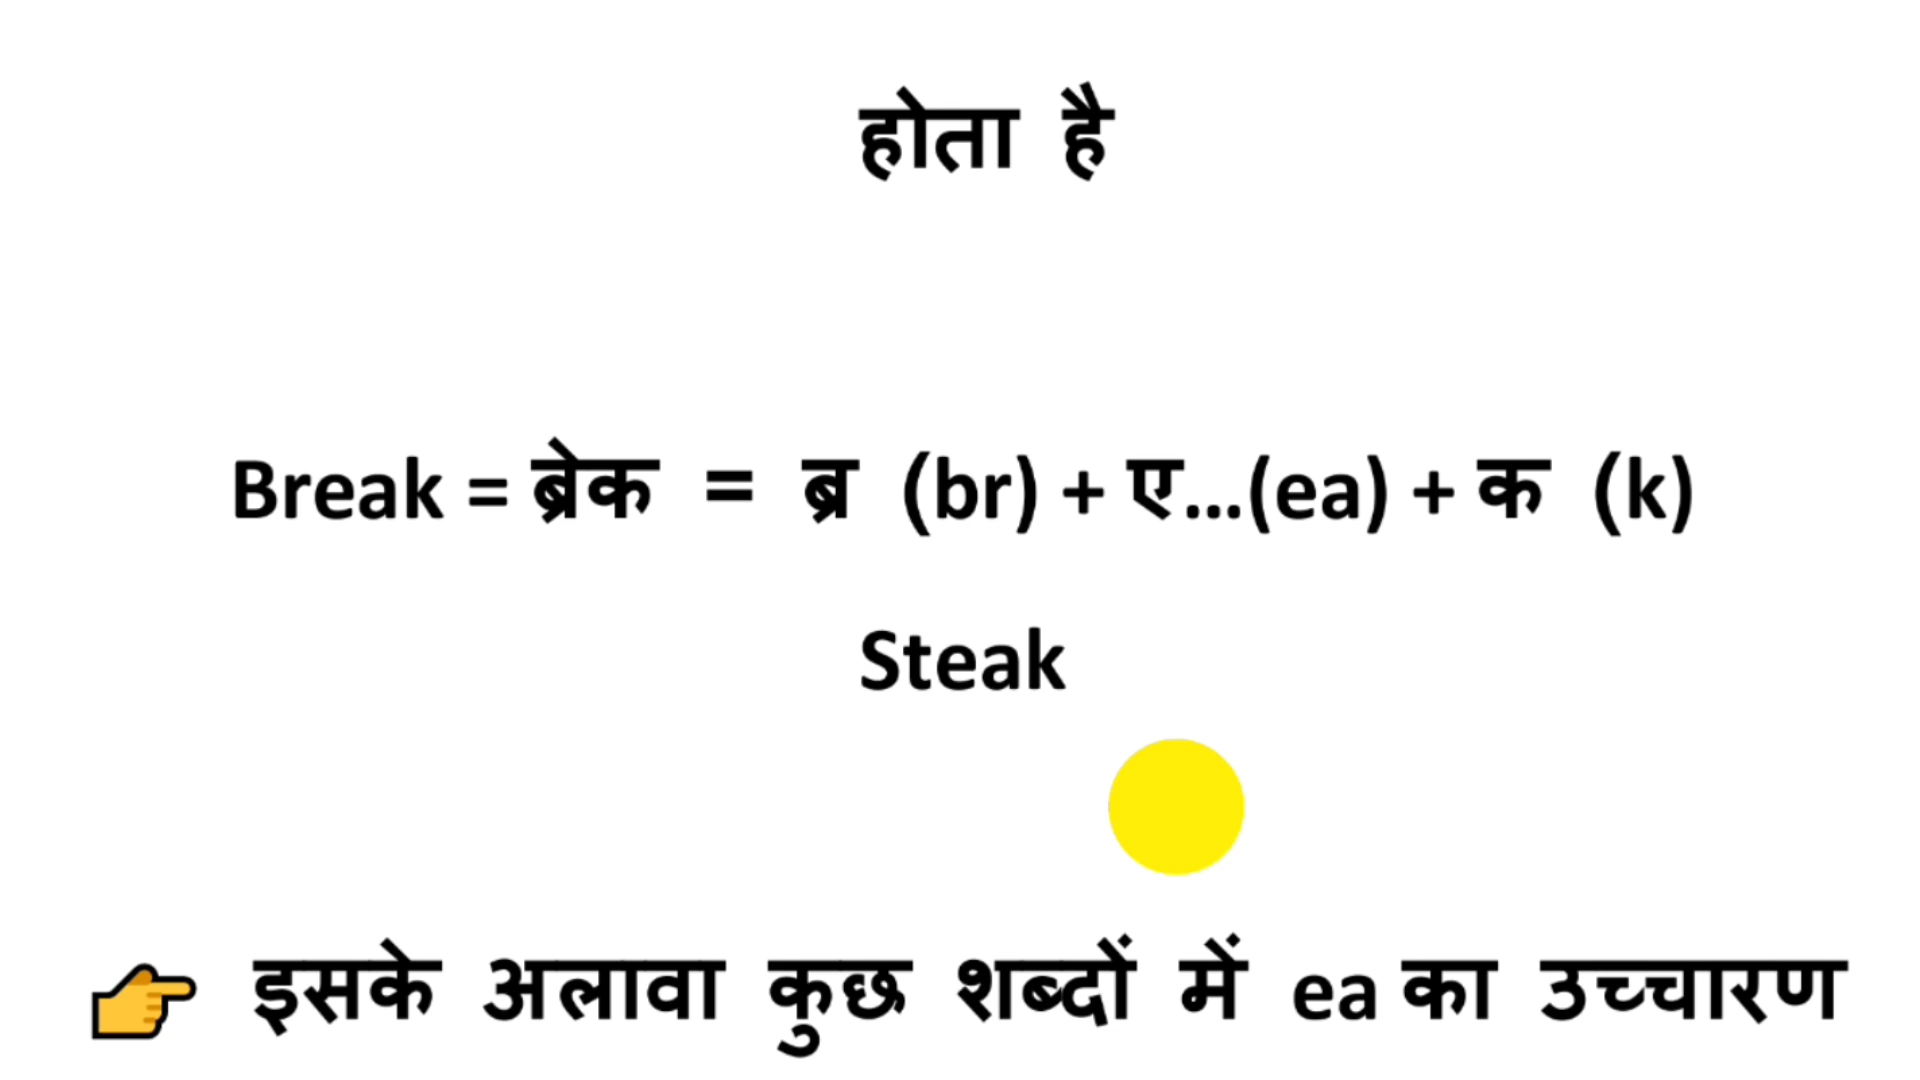 होता है
Break = ब्रेक = ब्र (br) + ए...(ea) + क (k)
Steak
👉 इसके अलावा कुछ शब्दों में ea का उच्चारण